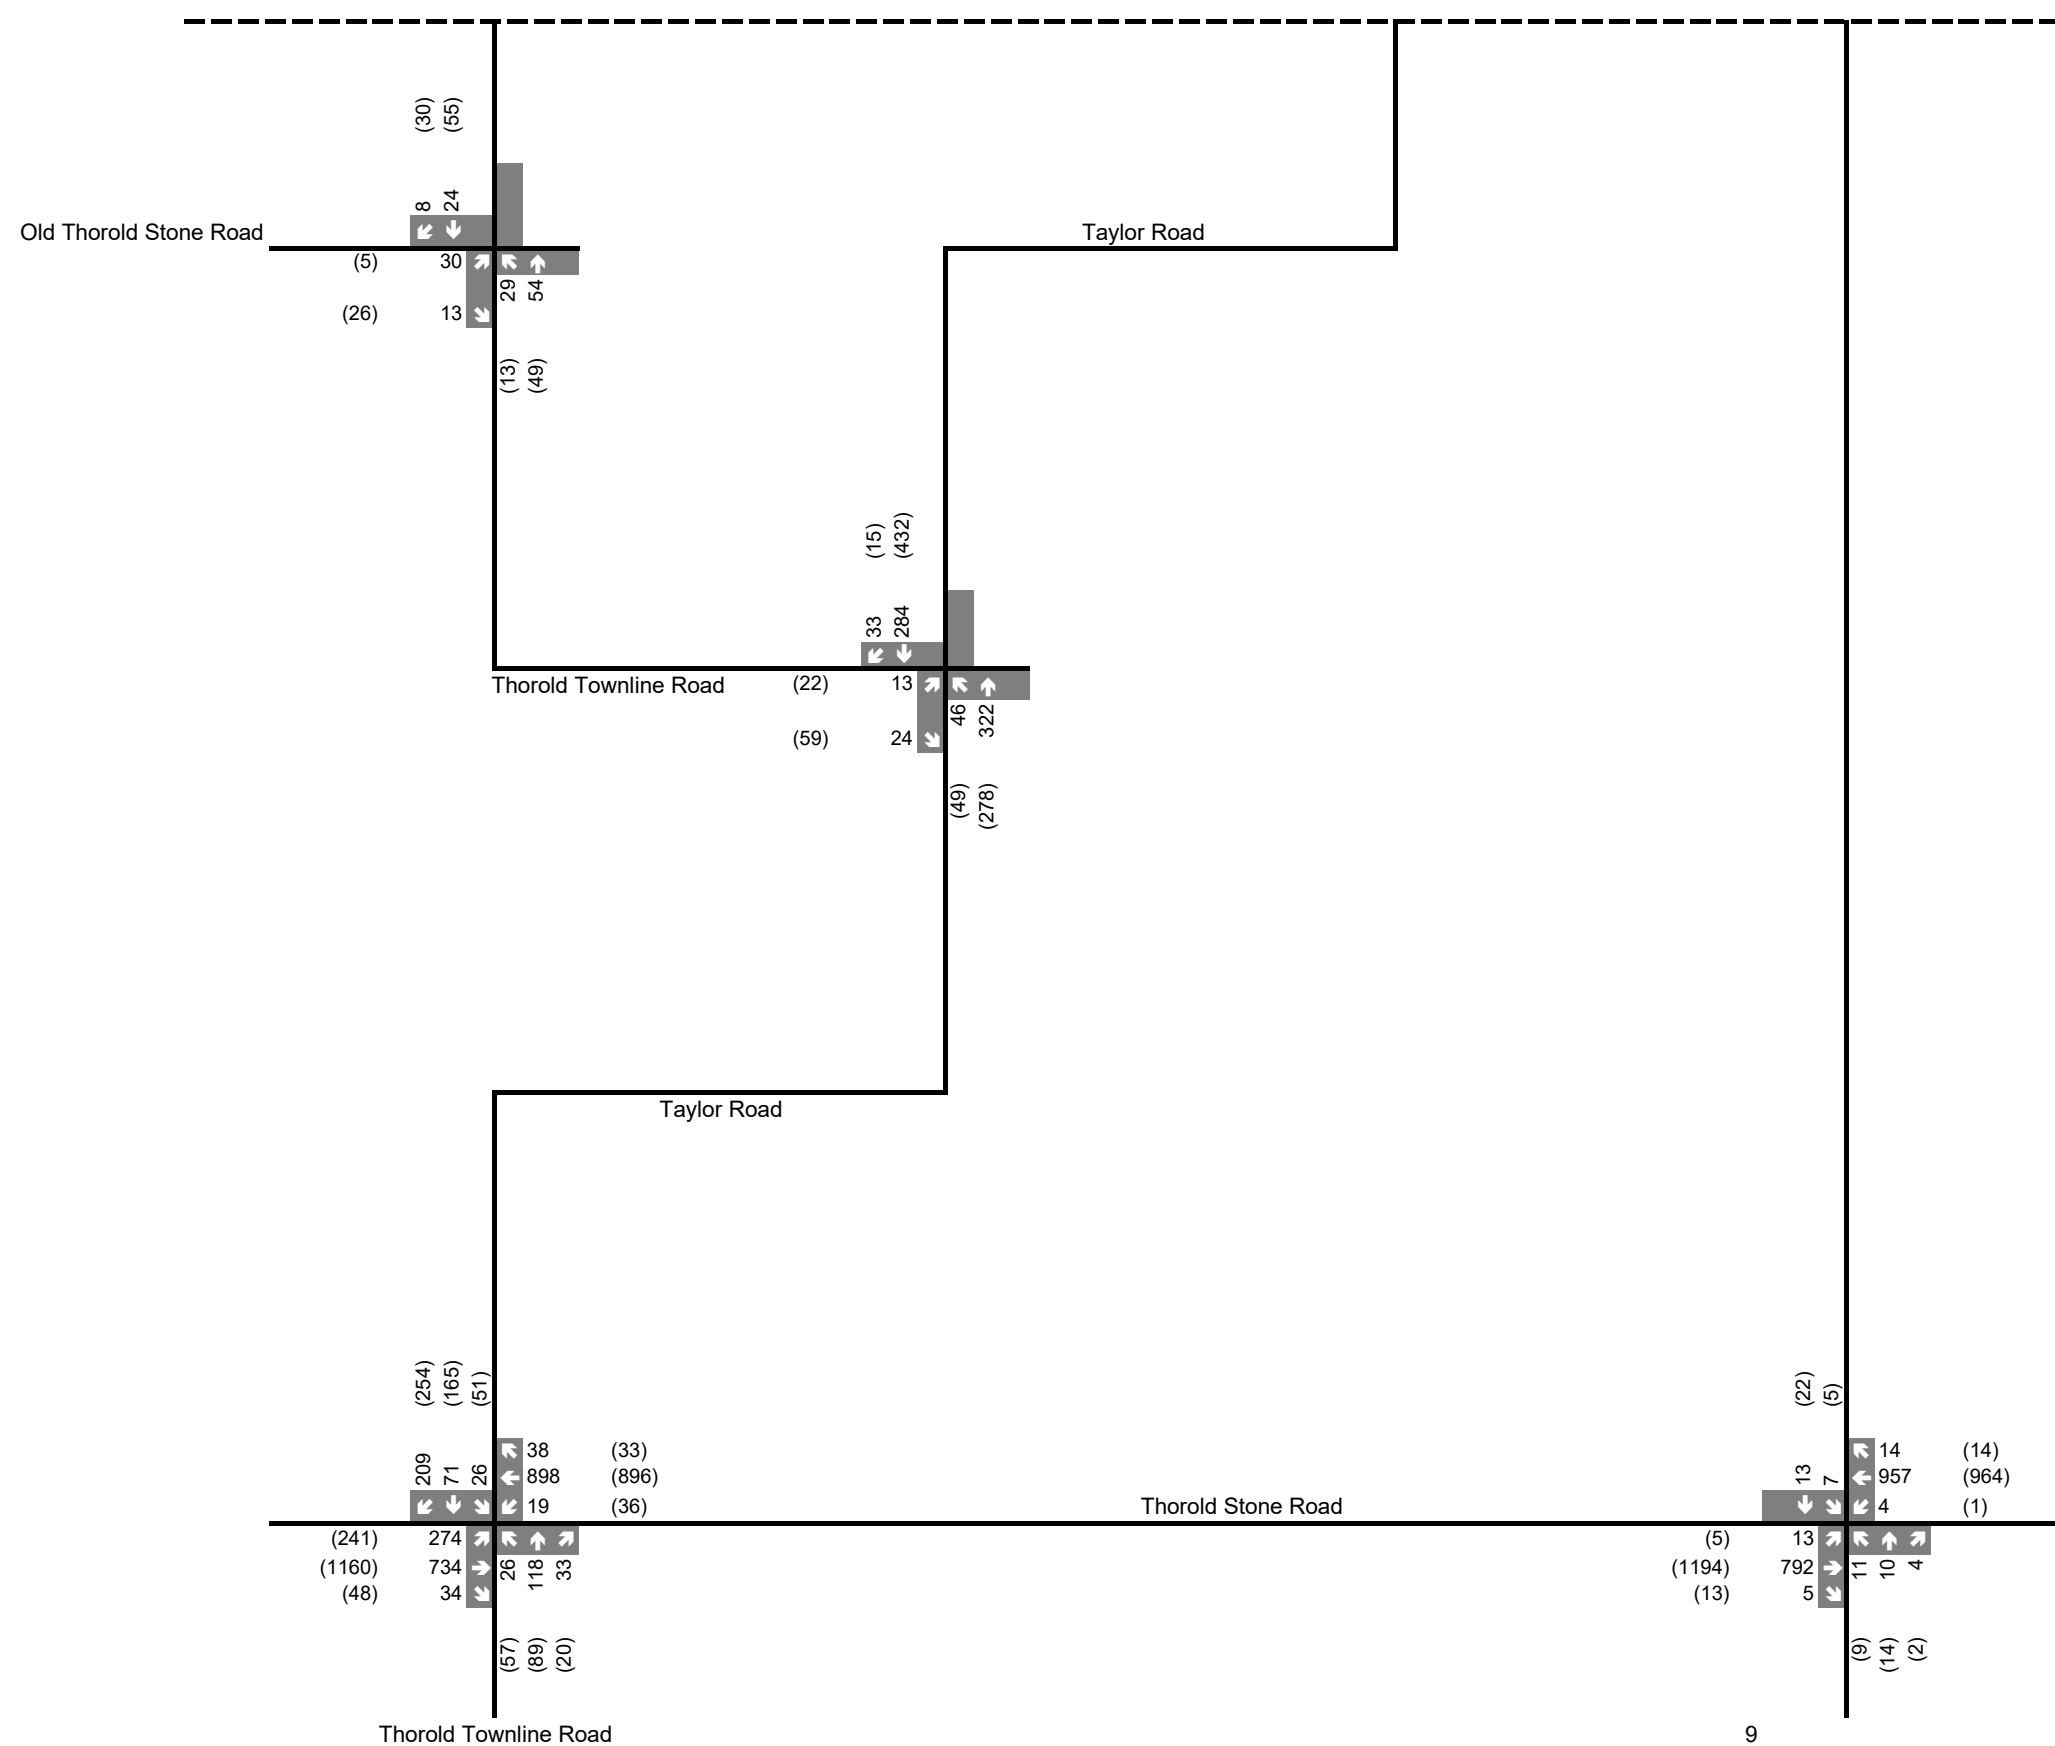 (30) (55)
8 24
Old Thorold Stone Road
Taylor Road
(5) 30
29 54
(26) 13
(13) (49)
(15) (432)
33 284
Thorold Townline Road (22) 13
46 322
(59) 24
(49) (278)
Taylor Road
(254) (165) (51)
(22) (5)
209 71 26
38 (33)
898 (896)
19 (36)
Thorold Stone Road
13 7
14 (14)
957 (964)
4 (1)
(241) 274
(1160) 734
(48) 34
26 118 33
(5) 13
(1194) 792
(13) 5
11 10 4
(57) (89) (20)
(9) (14) (2)
Thorold Townline Road
9